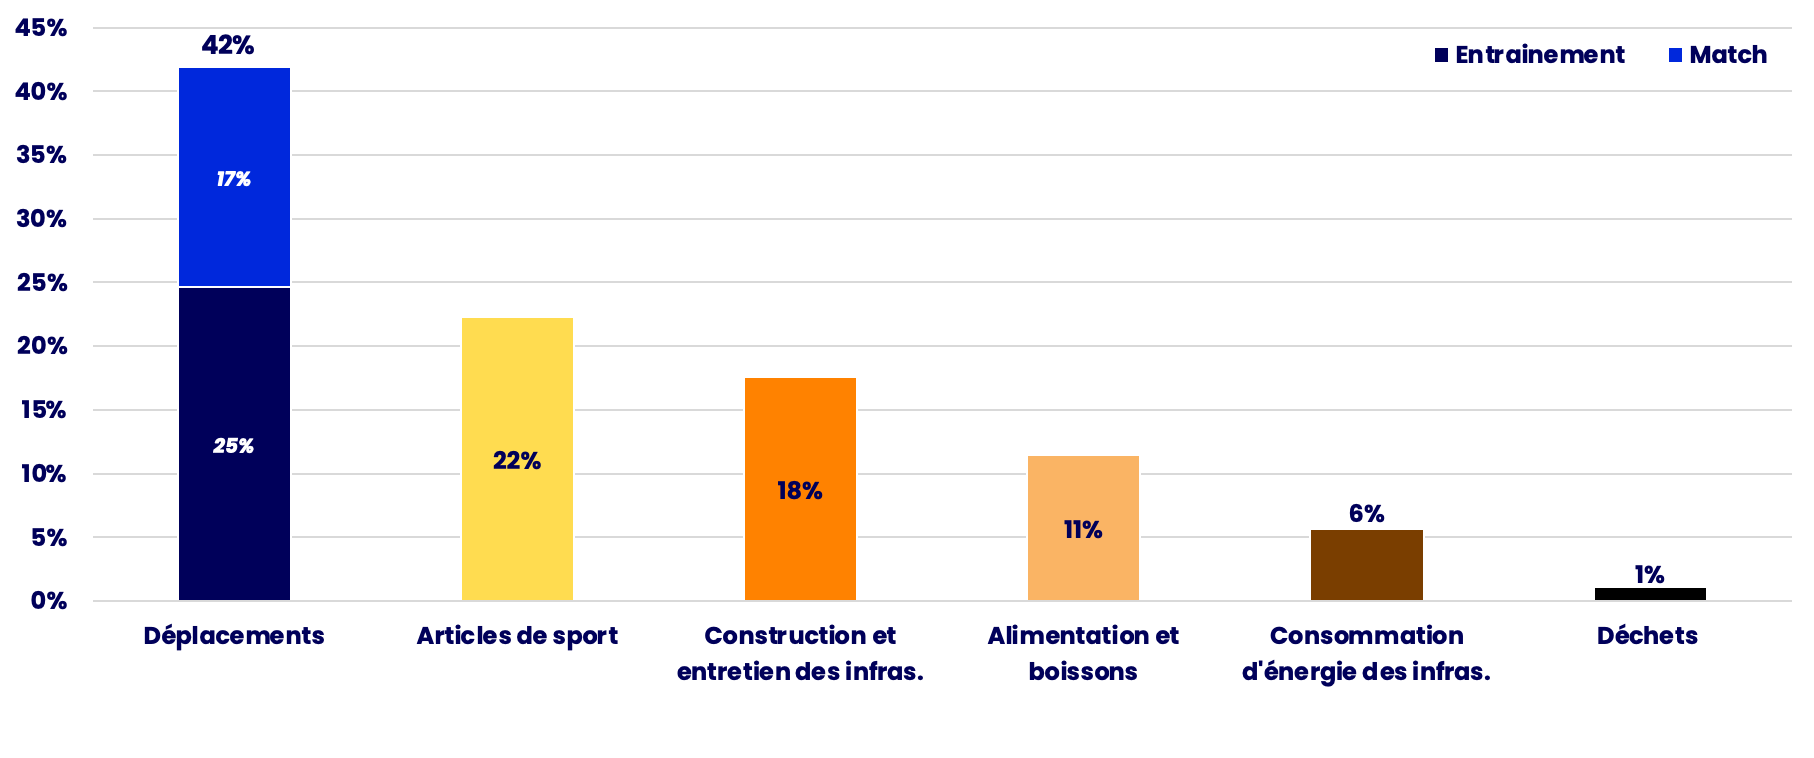 45%
40%
35%
30%
25%
20%
15%
10%
5%
0%
Entrainement Match
42%
17%
25%
22%
18%
11%
6%
1%
Déplacements
Articles de sport
Construction et
entretien des infras.
Alimentation et
boissons
Consommation
d'énergie des infras.
Déchets